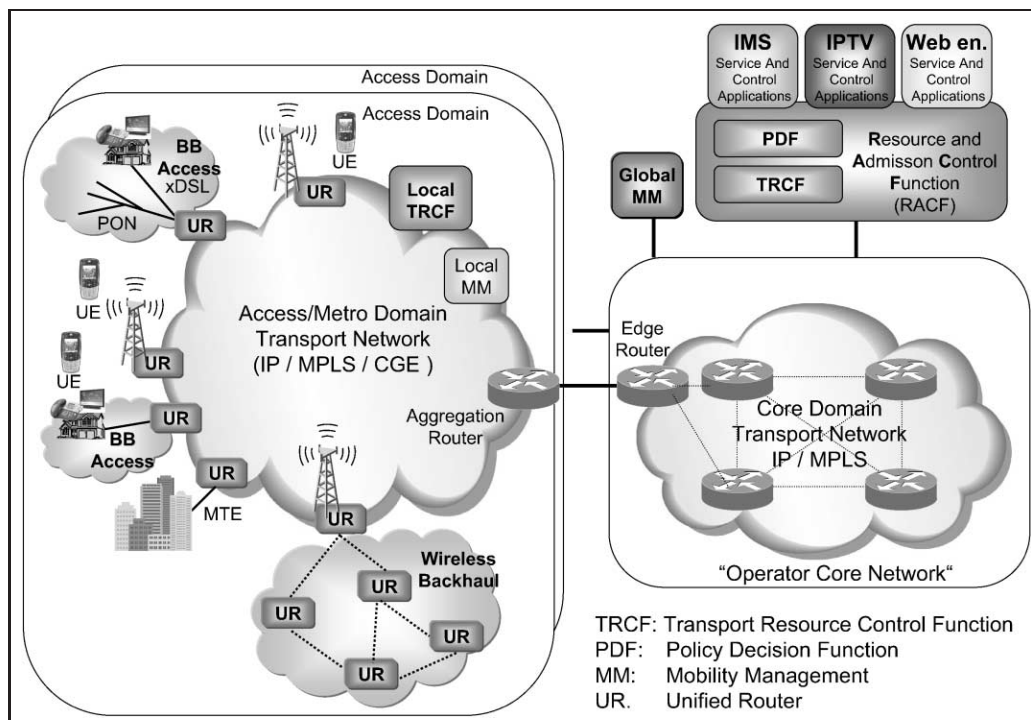 Access Domain
Access Domain
BB
Access
xDSL
PON
UR
UE
UR
Local
TRCF
Local
MM
UE
UE
UR
Access/Metro Domain
Transport Network
(IP / MPLS / CGE )
UR
BB
Access
UR
MTE
Aggregation
Router
UR
Wireless
Backhaul
UR
UR
UR
UR
IMS
Service And
Control
Applications
IPTV
Service And
Control
Applications
Web en.
Service And
Control
Applications
PDF
TRCF
Resource and
Admisson Control
Function
(RACF)
Global
MM
Edge
Router
Core Domain
Transport Network
IP / MPLS
“Operator Core Network“
TRCF: Transport Resource Control Function
PDF: Policy Decision Function
MM: Mobility Management
UR. Unified Router